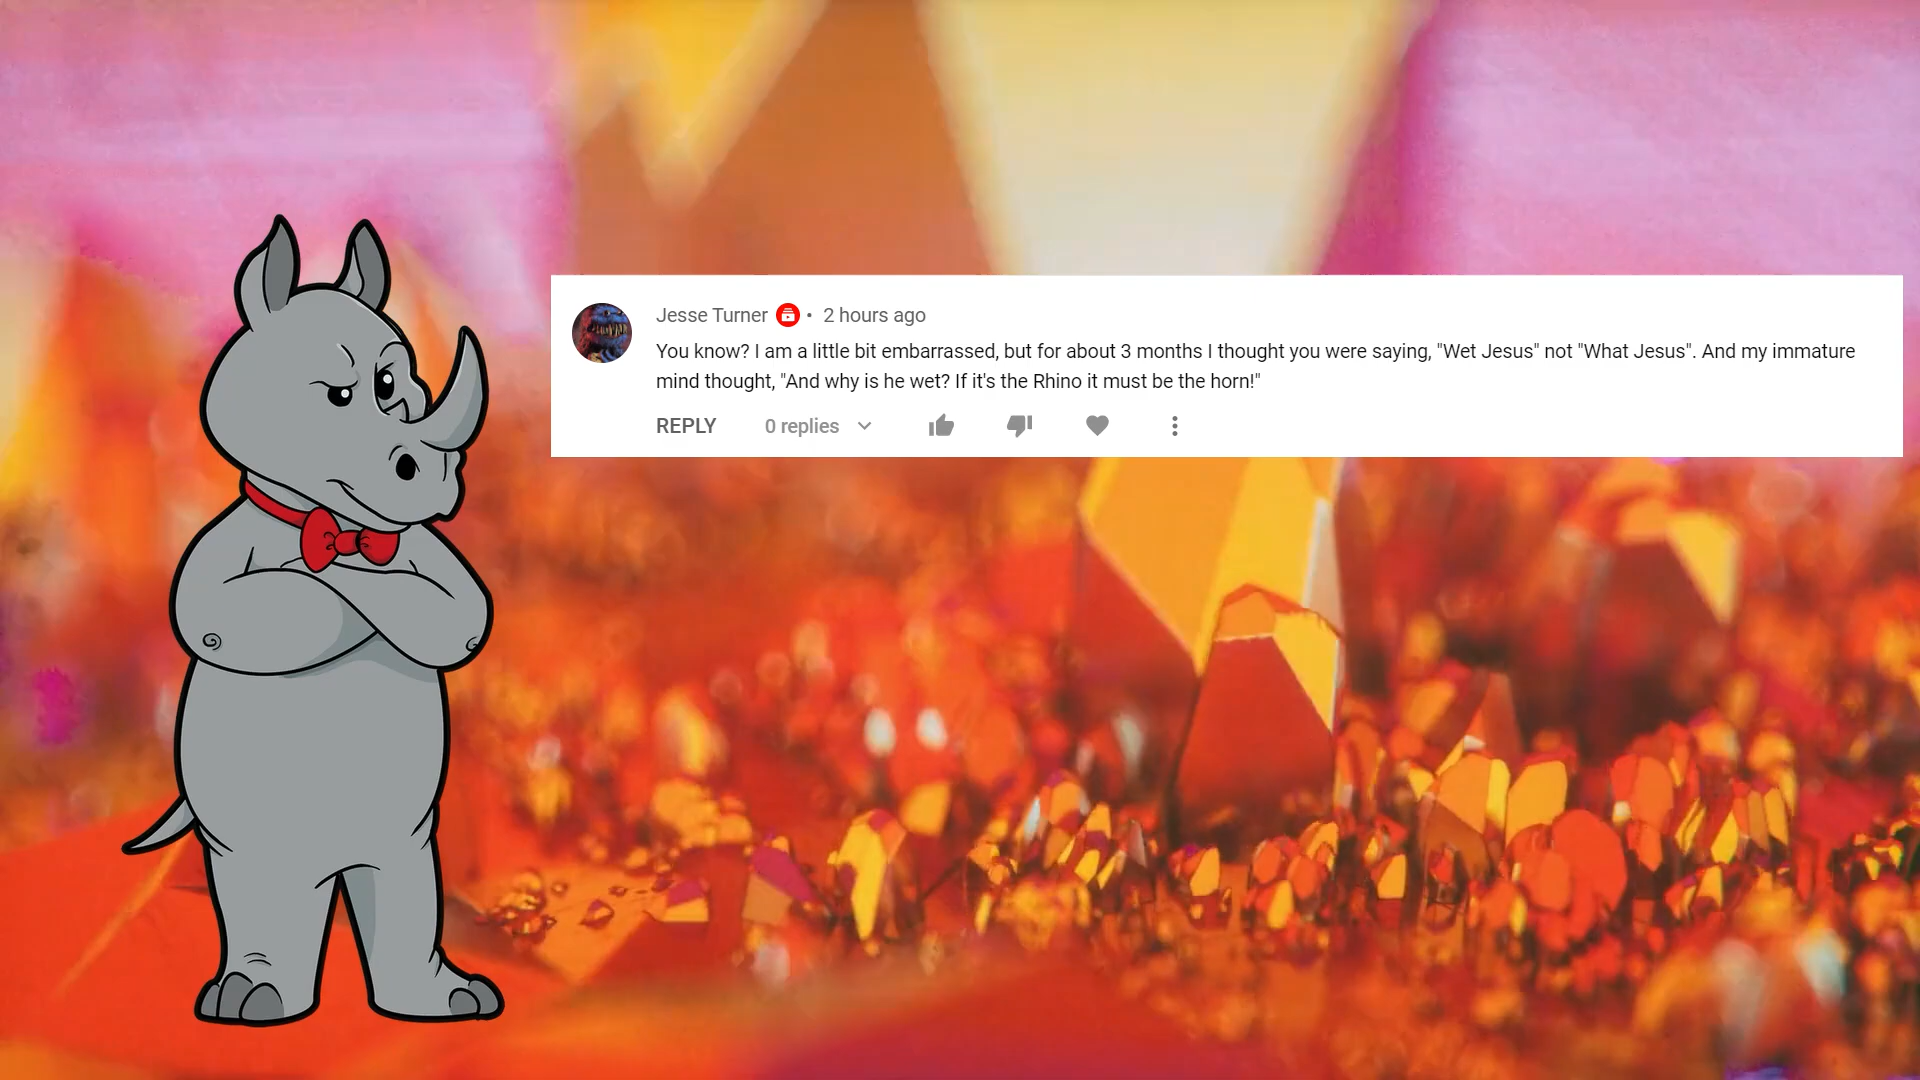 Jesse Turner • 2 hours ago
You know? I am a little bit embarrassed, but for about 3 months I thought you were saying, "Wet Jesus" not "What Jesus". And my immature
mind thought, "And why is he wet? If it's the Rhino it must be the horn!"
REPLY 0 replies